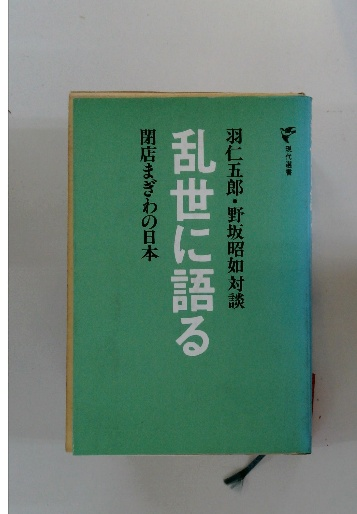 現代選書
羽仁五郎・野坂昭如対談
乱世に語る
閉店まぎわの日本